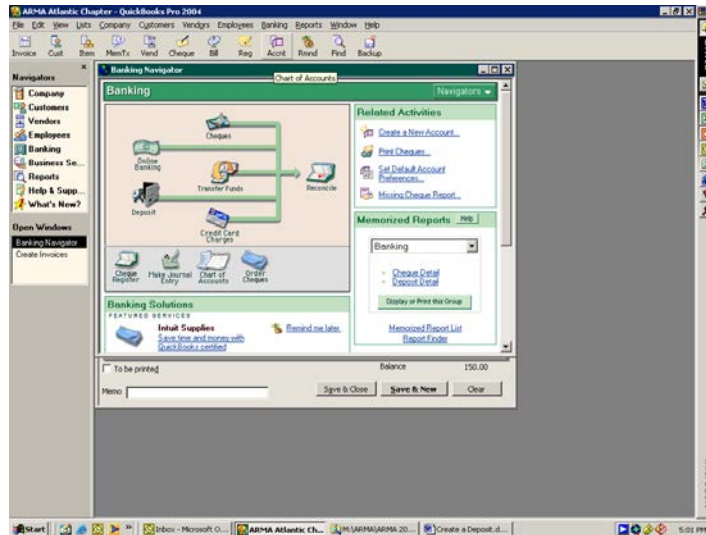 ARMA Atlantic Chapter - QuickBooks Pro 2004
File Edit View Lists Company Customers Vendors Employees Banking Reports Window Help
Invoice Cust Item MemTx Vend Cheque Bill Reg Accnt Rmnd Find Backup
Chart of Accounts
Navigators
Company
Customers
Vendors
Employees
Banking
Business Se...
Reports
Help & Supp...
What's New?
Open Windows
Banking Navigator
Create Invoices
Banking Navigator
Banking
Navigators
Cheques
Online
Banking
Transfer Funds
Reconcile
Deposit
Credit Card
Charges
Cheque
Register
Make Journal
Entry
Chart of
Accounts
Order
Cheques
Related Activities
Create a New Account...
Print Cheques...
Set Default Account
Preferences...
Missing Cheque Report...
Memorized Reports Help
Banking
Cheque Detail
Deposit Detail
Display or Print this Group
Memorized Report List
Report Finder
Banking Solutions
FEATURED SERVICES
Intuit Supplies
Save time and money with
QuickBooks certified
Remind me later.
To be printed
Balance 150.00
Memo
Save & Close Save & New Clear
Start Inbox - Microsoft O... ARMA Atlantic Ch... M:\ARMA\ARMA 20... Create a Deposit.d... 5:01 PM